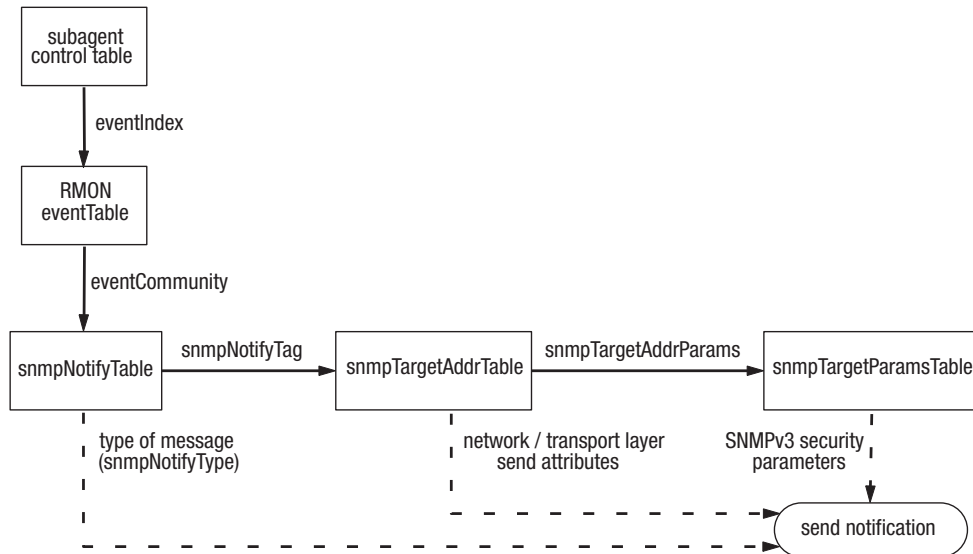 subagent
control table
eventIndex
RMON
eventTable
eventCommunity
snmpNotifyTable
snmpNotifyTag
snmpTargetAddrTable
snmpTargetAddrParams
snmpTargetParamsTable
type of message
(snmpNotifyType)
network / transport layer
send attributes
SNMPv3 security
parameters
send notification